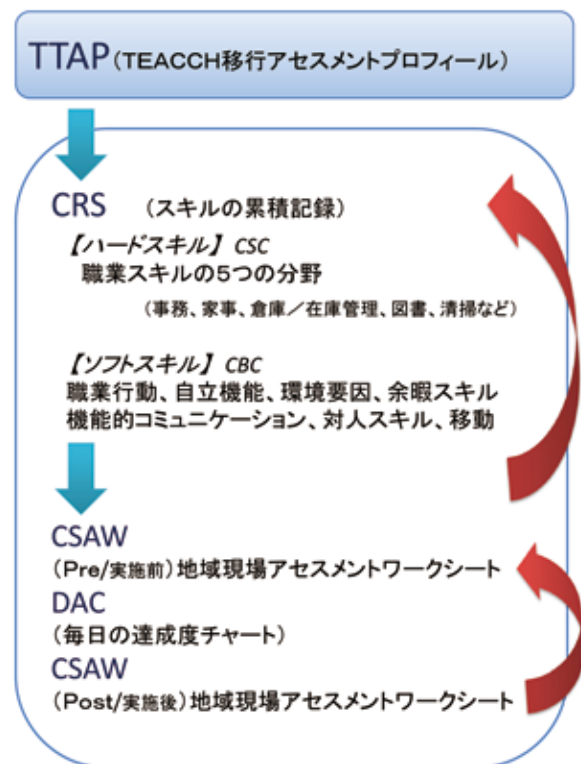 TTAP(TEACCH移行アセスメントプロフィール)
CRS (スキルの累積記録)
【ハードスキル】CSC
職業スキルの5つの分野
(事務、家事、倉庫/在庫管理、図書、清掃など)
【ソフトスキル】CBC
職業行動、自立機能、環境要因、余暇スキル
機能的コミュニケーション、対人スキル、移動
CSAW
(Pre/実施前)地域現場アセスメントワークシート
DAC
(毎日の達成度チャート)
CSAW
(Post/実施後)地域現場アセスメントワークシート